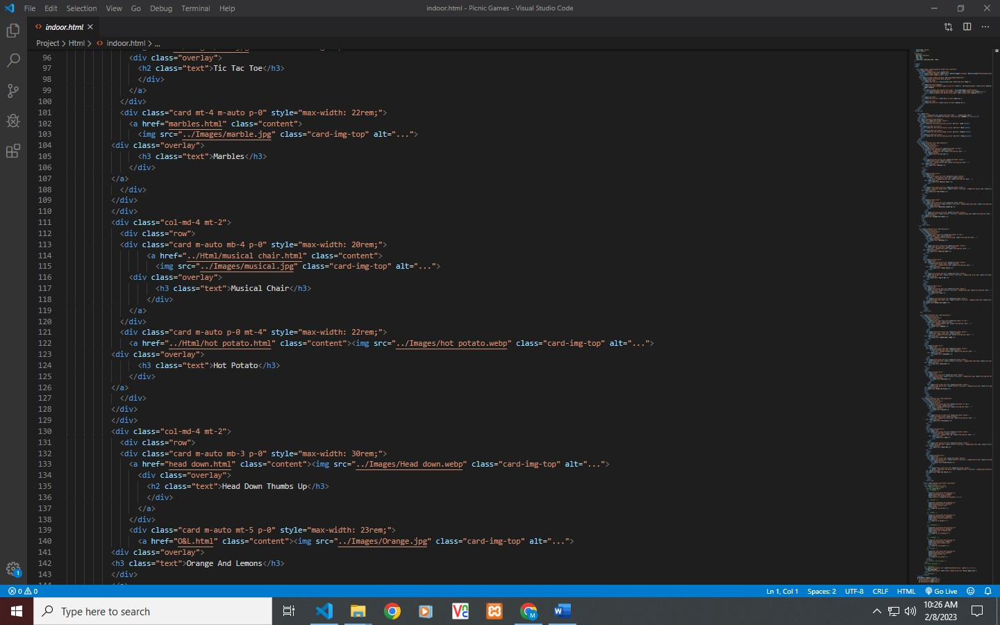 File Edit Selection View Go Debug Terminal Help indoor.html - Picnic Games - Visual Studio Code
<> indoor.html ×
Project > Html > <> indoor.html > ...
96 <div class="overlay">
97 <h2 class="text">Tic Tac Toe</h3>
98 </div>
99 </a>
100 </div>
101 <div class="card mt-4 m-auto p-0" style="max-width: 22rem;">
102 <a href="marbles.html" class="content">
103 <img src="../Images/marble.jpg" class="card-img-top" alt="...">
104 <div class="overlay">
105 <h3 class="text">Marbles</h3>
106 </div>
107 </a>
108 </div>
109 </div>
110 </div>
111 <div class="col-md-4 mt-2">
112 <div class="row">
113 <div class="card m-auto mb-4 p-0" style="max-width: 20rem;">
114 <a href="../Html/musical chair.html" class="content">
115 <img src="../Images/musical.jpg" class="card-img-top" alt="...">
116 <div class="overlay">
117 <h3 class="text">Musical Chair</h3>
118 </div>
119 </a>
120 </div>
121 <div class="card m-auto p-0 mt-4" style="max-width: 22rem;">
122 <a href="../Html/hot potato.html" class="content"><img src="../Images/hot potato.webp" class="card-img-top" alt="...">
123 <div class="overlay">
124 <h3 class="text">Hot Potato</h3>
125 </div>
126 </a>
127 </div>
128 </div>
129 </div>
130 <div class="col-md-4 mt-2">
131 <div class="row">
132 <div class="card m-auto mb-3 p-0" style="max-width: 30rem;">
133 <a href="head down.html" class="content"><img src="../Images/Head down.webp" class="card-img-top" alt="...">
134 <div class="overlay">
135 <h2 class="text">Head Down Thumbs Up</h3>
136 </div>
137 </a>
138 </div>
139 <div class="card m-auto mt-5 p-0" style="max-width: 23rem;">
140 <a href="O&L.html" class="content"><img src="../Images/Orange.jpg" class="card-img-top" alt="...">
141 <div class="overlay">
142 <h3 class="text">Orange And Lemons</h3>
143 </div>
1
0 0 Ln 1, Col 1 Spaces: 2 UTF-8 CRLF HTML Go Live
Type here to search
10:26 AM
2/8/2023